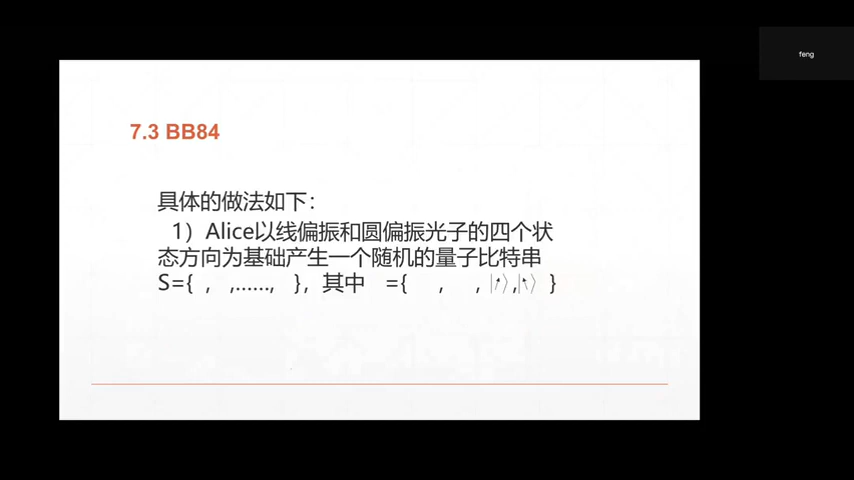 feng
7.3 BB84
具体的做法如下：
1）Alice以线偏振和圆偏振光子的四个状
态方向为基础产生一个随机的量子比特串
S={ , ,……, }，其中 ={ , , |↗⟩,|↖⟩ }